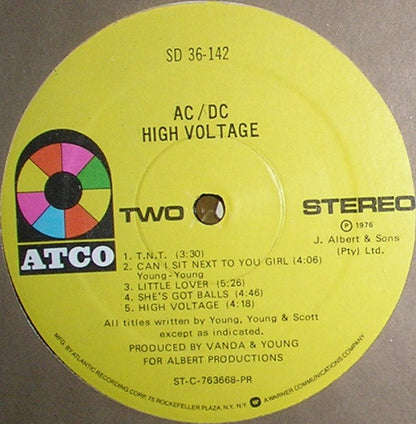 SD 36-142
AC/DC
HIGH VOLTAGE
ATCO
TWO
STEREO
Ⓟ 1976
J. Albert & Sons
(Pty) Ltd.
1. T.N.T. (3:30)
2. CAN I SIT NEXT TO YOU GIRL (4:06)
Young-Young
3. LITTLE LOVER (5:26)
4. SHE'S GOT BALLS (4:46)
5. HIGH VOLTAGE (4:18)
All titles written by Young, Young & Scott
except as indicated.
PRODUCED BY VANDA & YOUNG
FOR ALBERT PRODUCTIONS
ST-C-763668-PR
MFG. BY ATLANTIC RECORDING CORP. 75 ROCKEFELLER PLAZA, N.Y. N.Y. A WARNER COMMUNICATIONS COMPANY